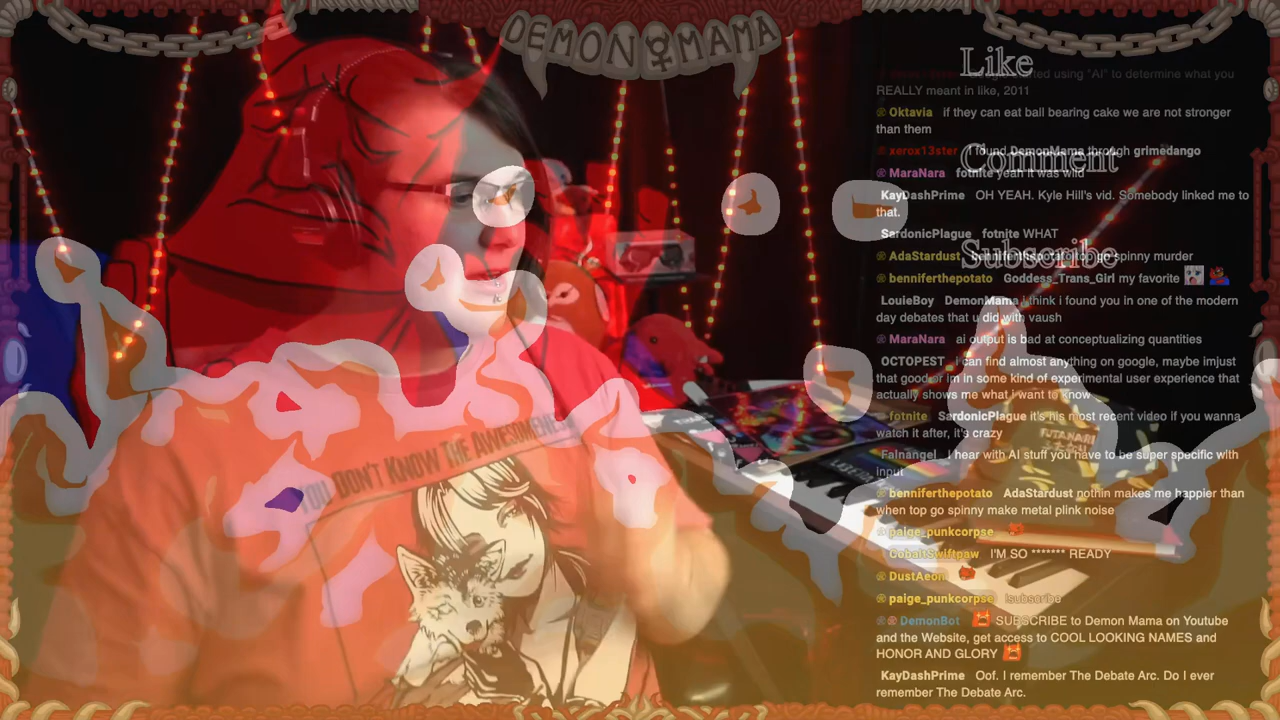 DEMON MAMA
Like
using "AI" to determine what you
REALLY meant in like, 2011
Oktavia if they can eat ball bearing cake we are not stronger
than them
xerox13ster I found DemonMama through grimedango
Comment
MaraNara fotnite yeah it was wild
KayDashPrime OH YEAH. Kyle Hill's vid. Somebody linked me to
that.
SardonicPlague fotnite WHAT
Subscribe
AdaStardust benniferthepotato top go spinny murder
benniferthepotato Goddess_Trans_Girl my favorite
LouieBoy DemonMama I think i found you in one of the modern
day debates that u did with vaush
MaraNara ai output is bad at conceptualizing quantities
OCTOPEST I can find almost anything on google, maybe imjust
that good or im in some kind of experimental user experience that
actually shows me what i want to know
fotnite SardonicPlague it's his most recent video if you wanna
watch it after, it's crazy
Falnangel I hear with AI stuff you have to be super specific with
input
benniferthepotato AdaStardust nothin makes me happier than
when top go spinny make metal plink noise
paige_punkcorpse
CobaltSwiftpaw I'M SO ******* READY
DustAeon
paige_punkcorpse !subscribe
DemonBot SUBSCRIBE to Demon Mama on Youtube
and the Website, get access to COOL LOOKING NAMES and
HONOR AND GLORY
KayDashPrime Oof. I remember The Debate Arc. Do I ever
remember The Debate Arc.
YOU DON'T KNOW THE AWESOMENESS
FUTANARI